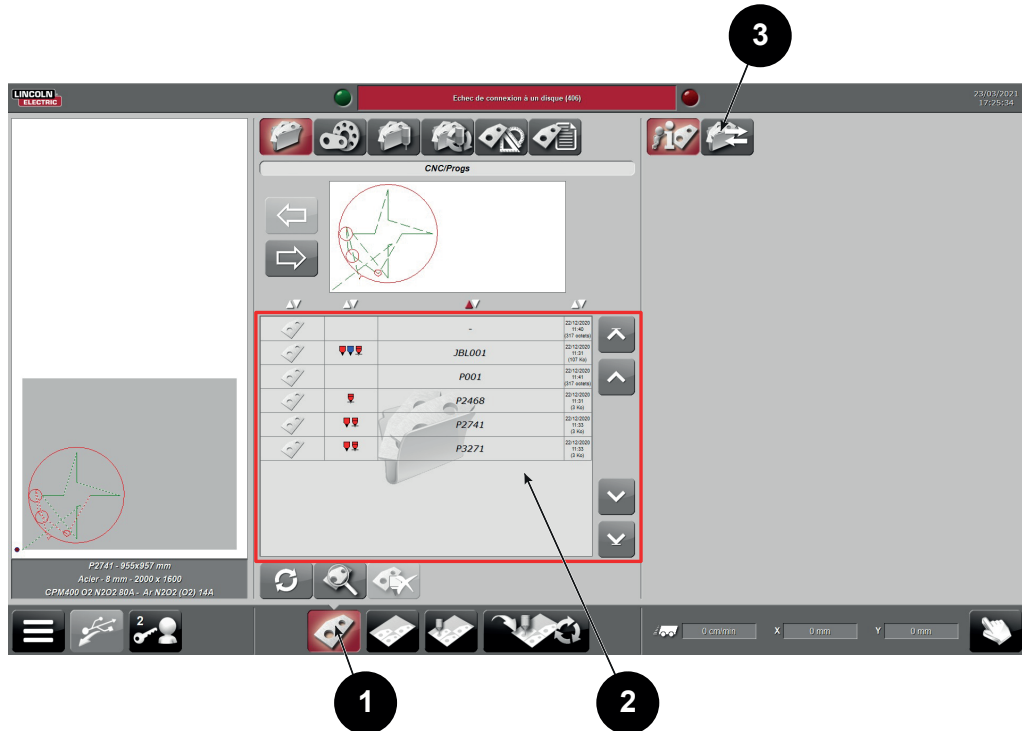 3
LINCOLN
ELECTRIC
Echec de connexion à un disque (406)
23/03/2021
17:25:34
CNC/Progs
-
22/12/2020
11:40
(317 octets)
JBL001
22/12/2020
11:31
(107 Ko)
P001
22/12/2020
11:41
(317 octets)
P2468
22/12/2020
11:31
(3 Ko)
P2741
22/12/2020
11:33
(3 Ko)
P3271
22/12/2020
11:33
(3 Ko)
P2741 - 955x957 mm
Acier - 8 mm - 2000 x 1600
CPM400 O2 N2O2 80A - Ar N2O2 (O2) 14A
2
0 cm/min
X
0 mm
Y
0 mm
1
2